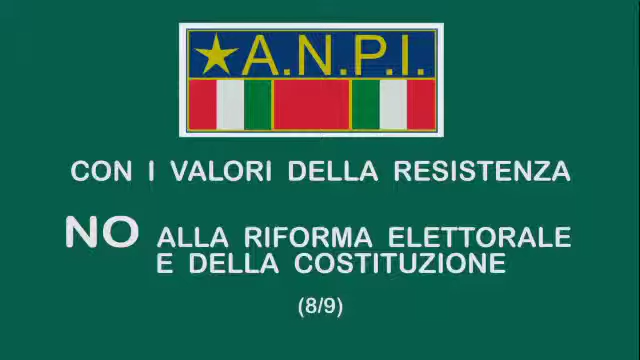 A.N.P.I.
CON I VALORI DELLA RESISTENZA
NO ALLA RIFORMA ELETTORALE
E DELLA COSTITUZIONE
(8/9)